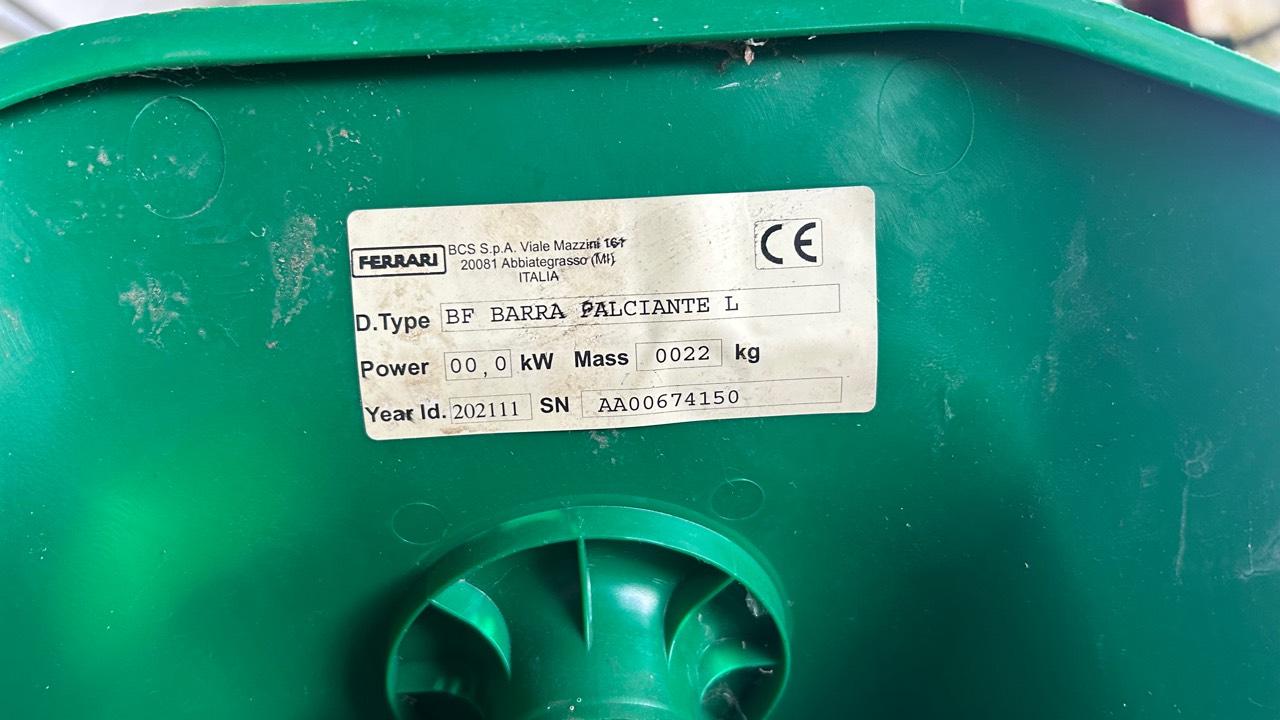 FERRARI
BCS S.p.A. Viale Mazzini 161
20081 Abbiategrasso (MI)
ITALIA
CE
D.Type BF BARRA FALCIANTE L
Power 00,0 kW Mass 0022 kg
Year Id. 202111 SN AA00674150